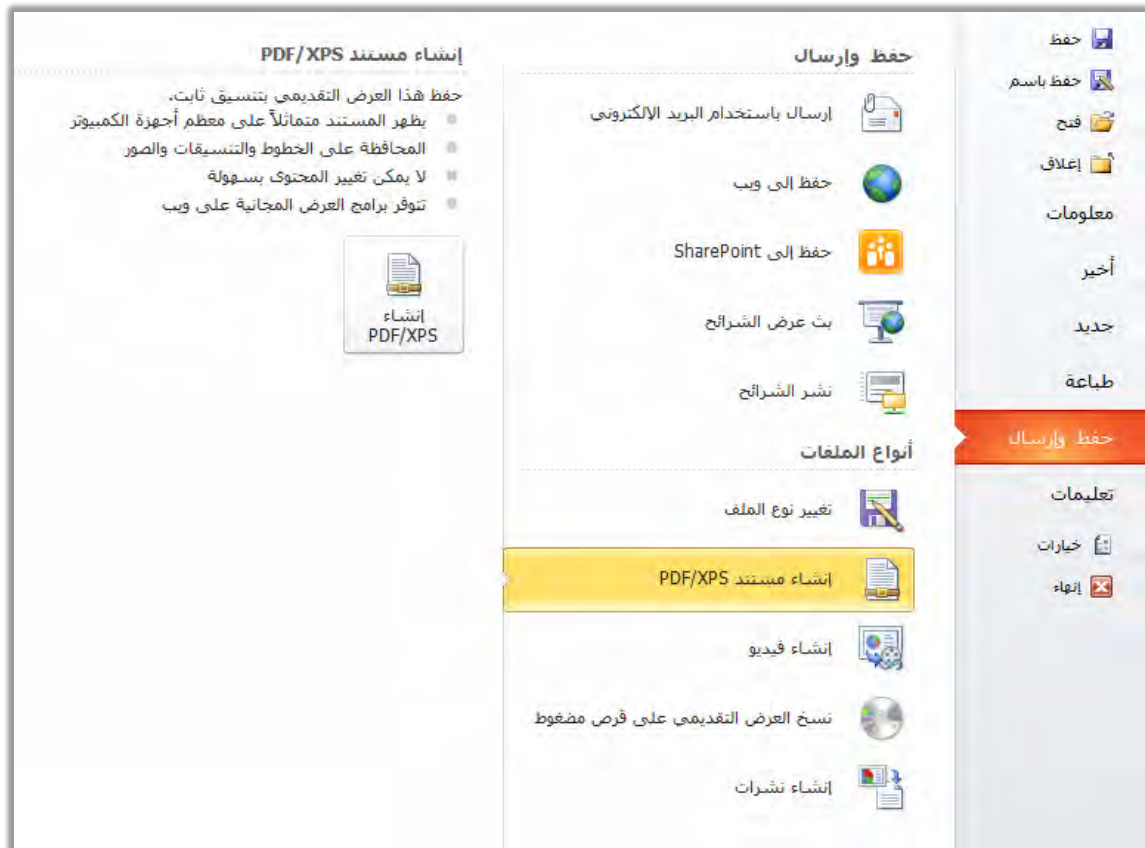 حفظ
حفظ باسم
فتح
إغلاق
معلومات
أخير
جديد
طباعة
حفظ وإرسال
تعليمات
خيارات
إنهاء
حفظ وإرسال
إرسال باستخدام البريد الإلكتروني
حفظ إلى ويب
حفظ إلى SharePoint
بث عرض الشرائح
نشر الشرائح
أنواع الملفات
تغيير نوع الملف
إنشاء مستند PDF/XPS
إنشاء فيديو
نسخ العرض التقديمي على قرص مضغوط
إنشاء نشرات
إنشاء مستند PDF/XPS
حفظ هذا العرض التقديمي بتنسيق ثابت.
يظهر المستند متماثلاً على معظم أجهزة الكمبيوتر
المحافظة على الخطوط والتنسيقات والصور
لا يمكن تغيير المحتوى بسهولة
تتوفر برامج العرض المجانية على ويب
إنشاء
PDF/XPS